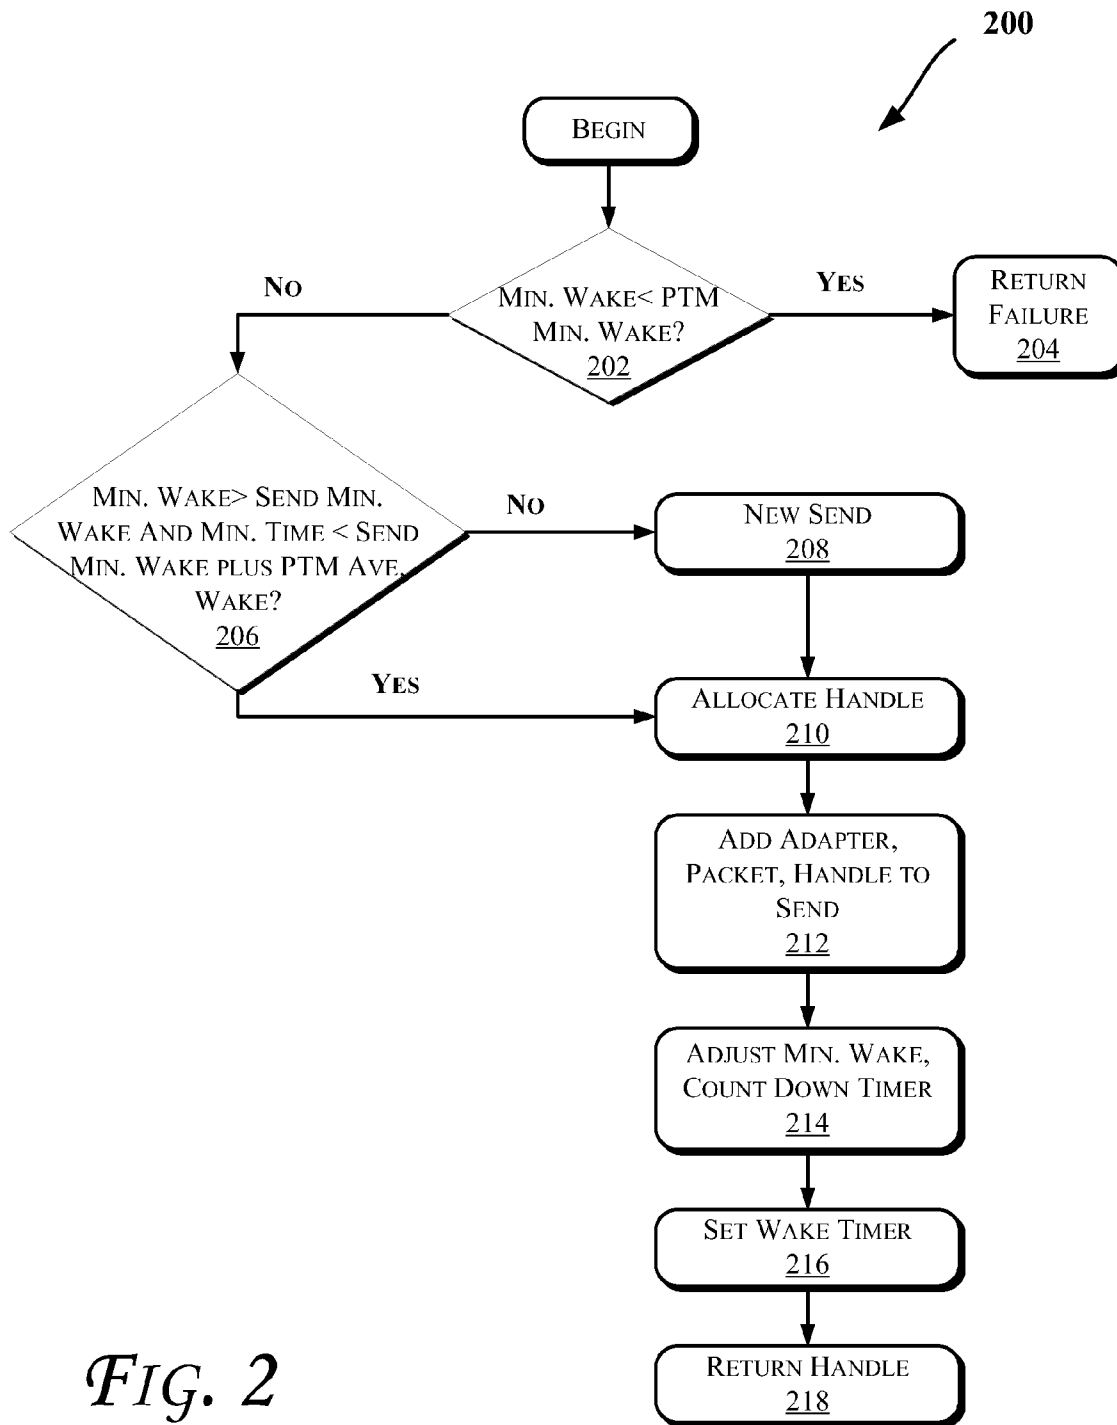 200
BEGIN
NO
MIN. WAKE< PTM
MIN. WAKE?
202
YES
RETURN
FAILURE
204
MIN. WAKE> SEND MIN.
WAKE AND MIN. TIME < SEND
MIN. WAKE PLUS PTM AVE.
WAKE?
206
NO
NEW SEND
208
YES
ALLOCATE HANDLE
210
ADD ADAPTER,
PACKET, HANDLE TO
SEND
212
ADJUST MIN. WAKE,
COUNT DOWN TIMER
214
SET WAKE TIMER
216
RETURN HANDLE
218
FIG. 2